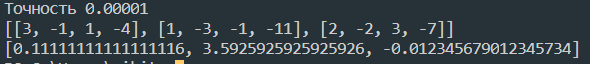 Точность 0.00001
[[3, -1, 1, -4], [1, -3, -1, -11], [2, -2, 3, -7]]
[0.11111111111111116, 3.5925925925925926, -0.012345679012345734]